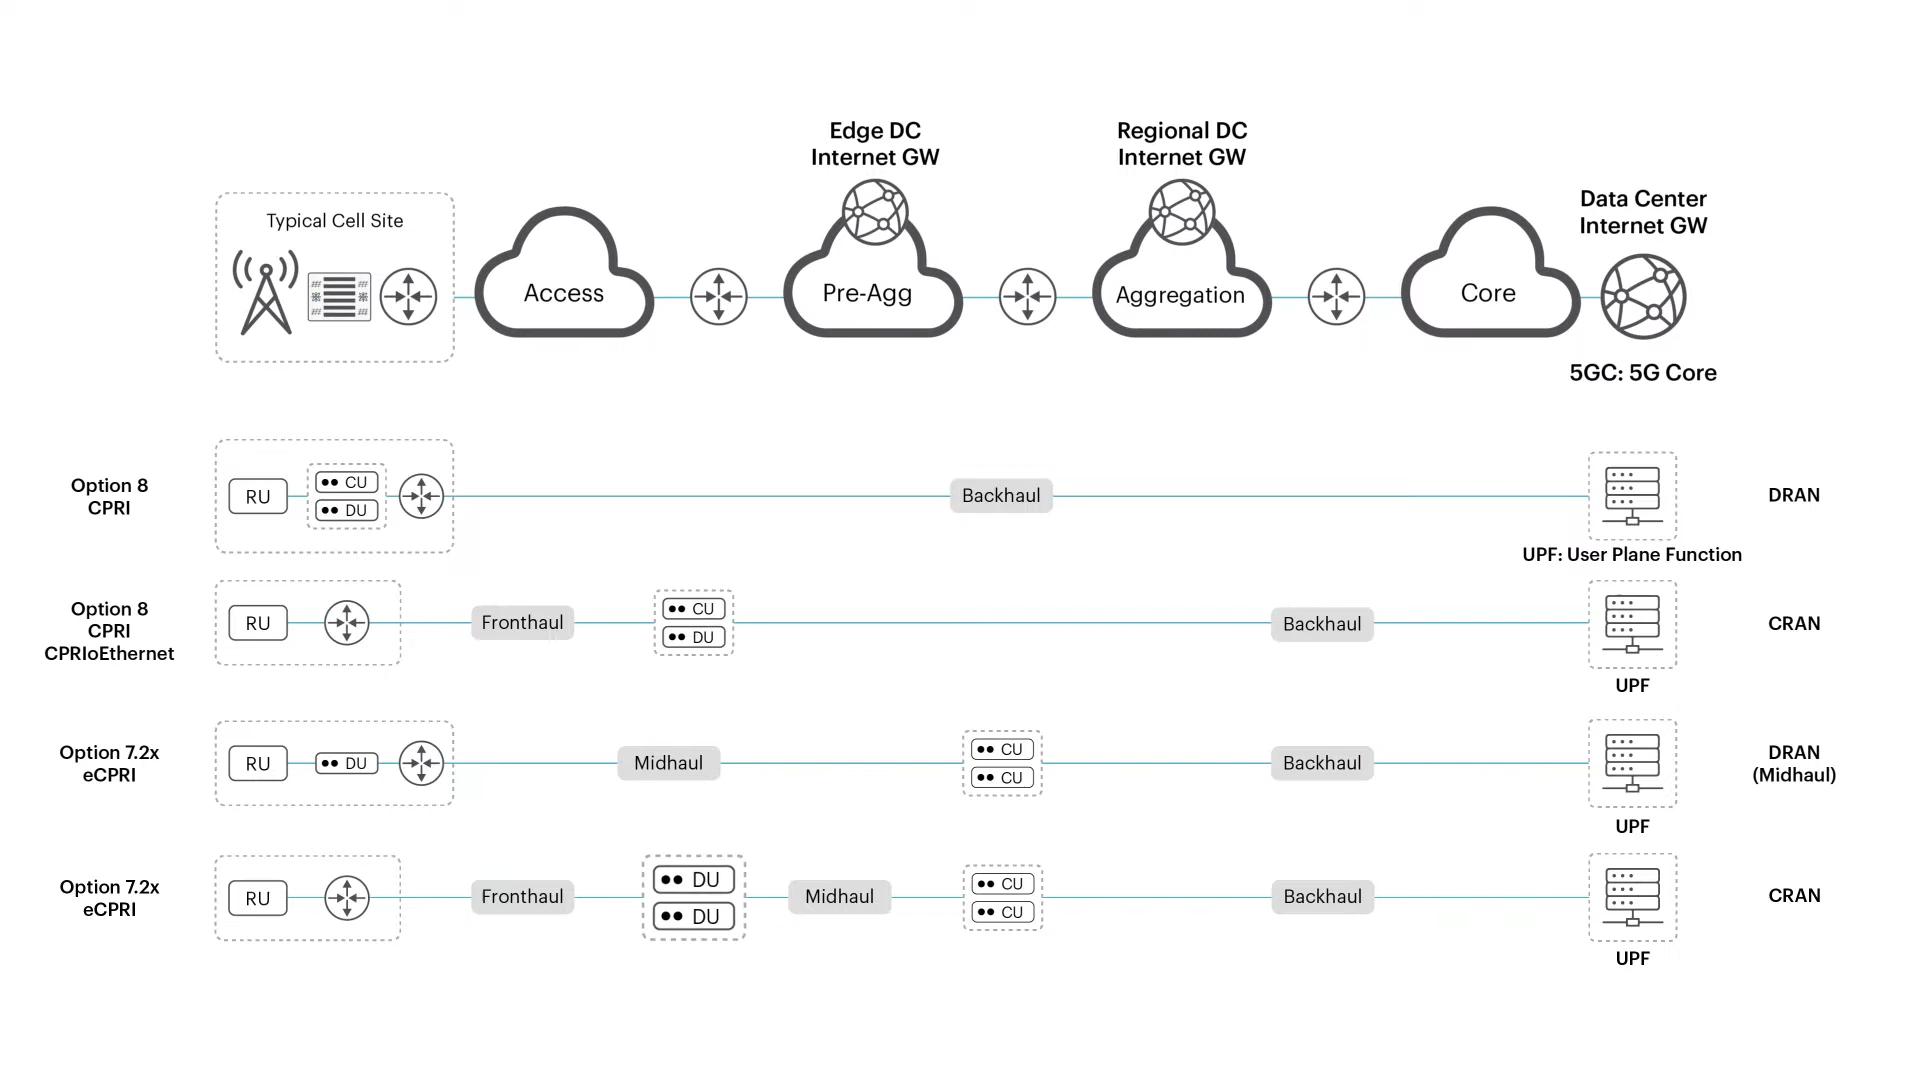 Edge DC
Internet GW
Regional DC
Internet GW
Data Center
Internet GW
Typical Cell Site
Access
Pre-Agg
Aggregation
Core
5GC: 5G Core
Option 8
CPRI
RU
CU
DU
Backhaul
DRAN
UPF: User Plane Function
Option 8
CPRI
CPRIoEthernet
RU
Fronthaul
CU
DU
Backhaul
CRAN
UPF
Option 7.2x
eCPRI
RU
DU
Midhaul
CU
CU
Backhaul
DRAN
(Midhaul)
UPF
Option 7.2x
eCPRI
RU
Fronthaul
DU
DU
Midhaul
CU
CU
Backhaul
CRAN
UPF